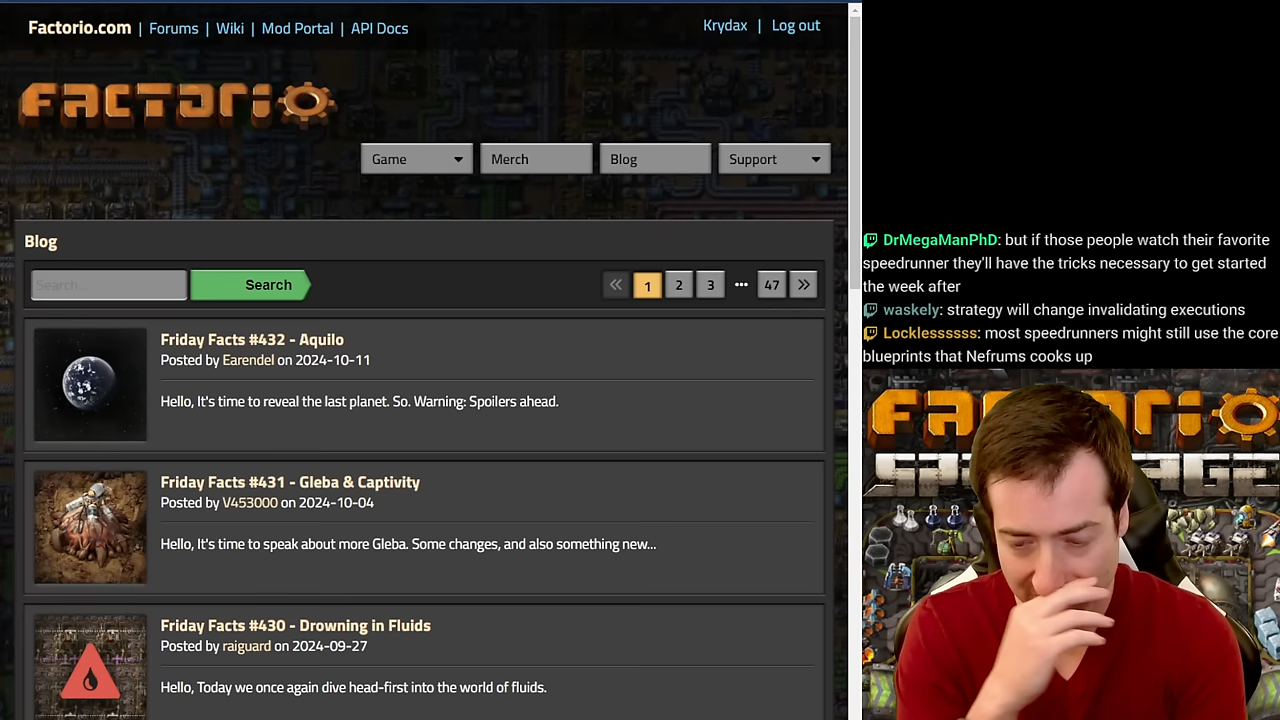 Factorio.com | Forums | Wiki | Mod Portal | API Docs
Krydax | Log out
FACTORIO
Game
Merch
Blog
Support
Blog
Search...
Search
« 1 2 3 ••• 47 »
Friday Facts #432 - Aquilo
Posted by Earendel on 2024-10-11
Hello, It's time to reveal the last planet. So. Warning: Spoilers ahead.
Friday Facts #431 - Gleba & Captivity
Posted by V453000 on 2024-10-04
Hello, It's time to speak about more Gleba. Some changes, and also something new...
Friday Facts #430 - Drowning in Fluids
Posted by raiguard on 2024-09-27
Hello, Today we once again dive head-first into the world of fluids.
DrMegaManPhD: but if those people watch their favorite
speedrunner they'll have the tricks necessary to get started
the week after
waskely: strategy will change invalidating executions
Locklessssss: most speedrunners might still use the core
blueprints that Nefrums cooks up